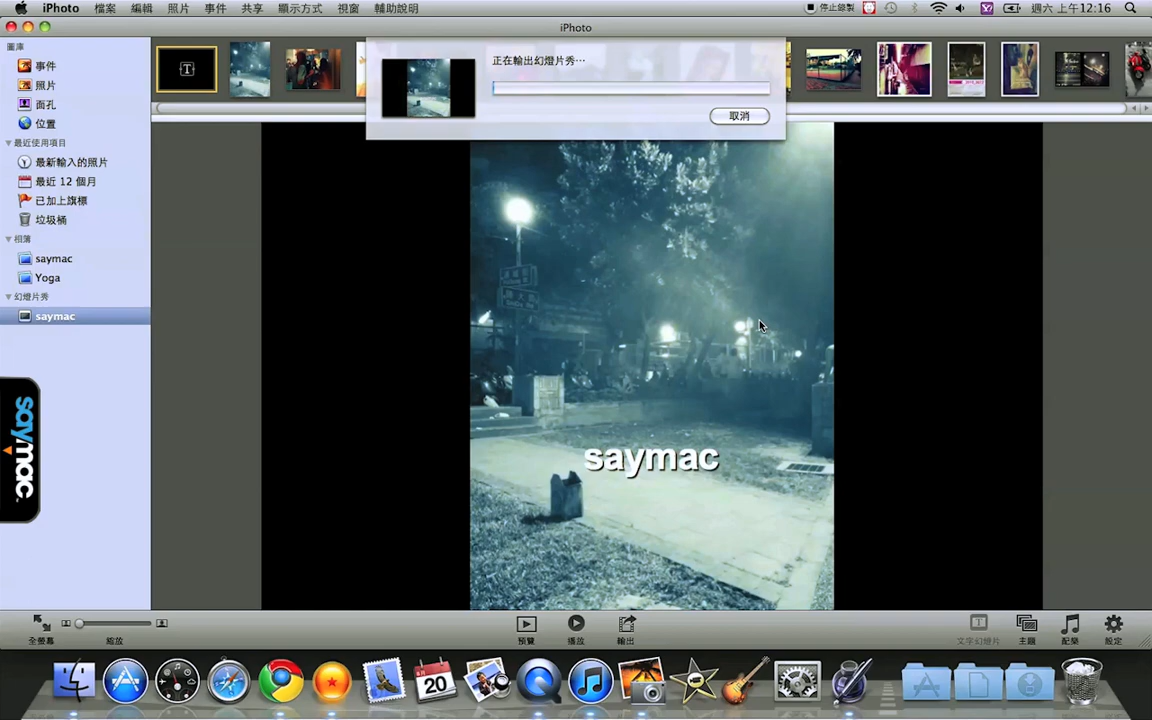 iPhoto 檔案 編輯 照片 事件 共享 顯示方式 視窗 輔助說明
停止錄製 週六 上午12:16
iPhoto
圖庫
事件
照片
面孔
位置
最近使用項目
最新輸入的照片
最近 12 個月
已加上旗標
垃圾桶
相簿
saymac
Yoga
幻燈片秀
saymac
T
正在輸出幻燈片秀…
取消
saymac
saymac
全螢幕
縮放
預覽
播放
輸出
文字幻燈片
主題
配樂
設定
20